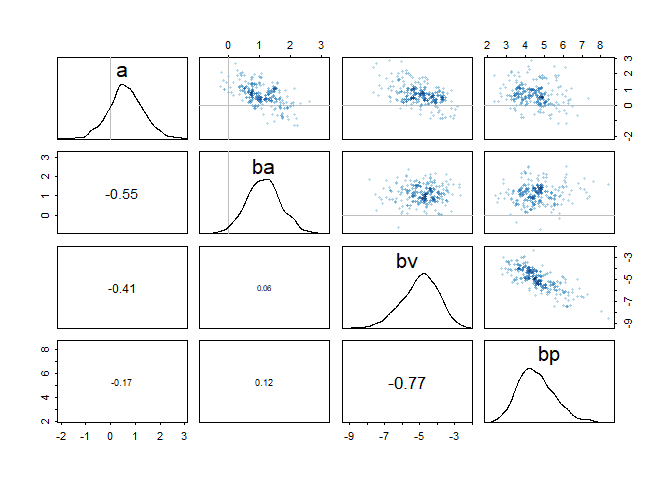 0 1 2 3
2 3 4 5 6 7 8
a
-2 0 1 2 3
0 1 2 3
-0.55
ba
-0.41
0.06
bv
-9 -7 -5 -3
2 4 6 8
-0.17
0.12
-0.77
bp
-2 -1 0 1 2 3
-9 -7 -5 -3